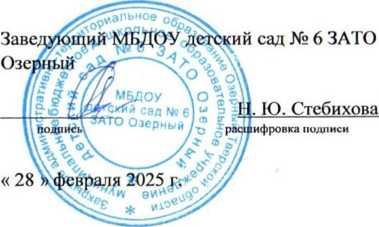 Заведующий МБДОУ детский сад № 6 ЗАТО
Озерный
Н. Ю. Стебихова
подпись
расшифровка подписи
МБДОУ
детский сад № 6
ЗАТО Озерный
« 28 » февраля 2025 г.